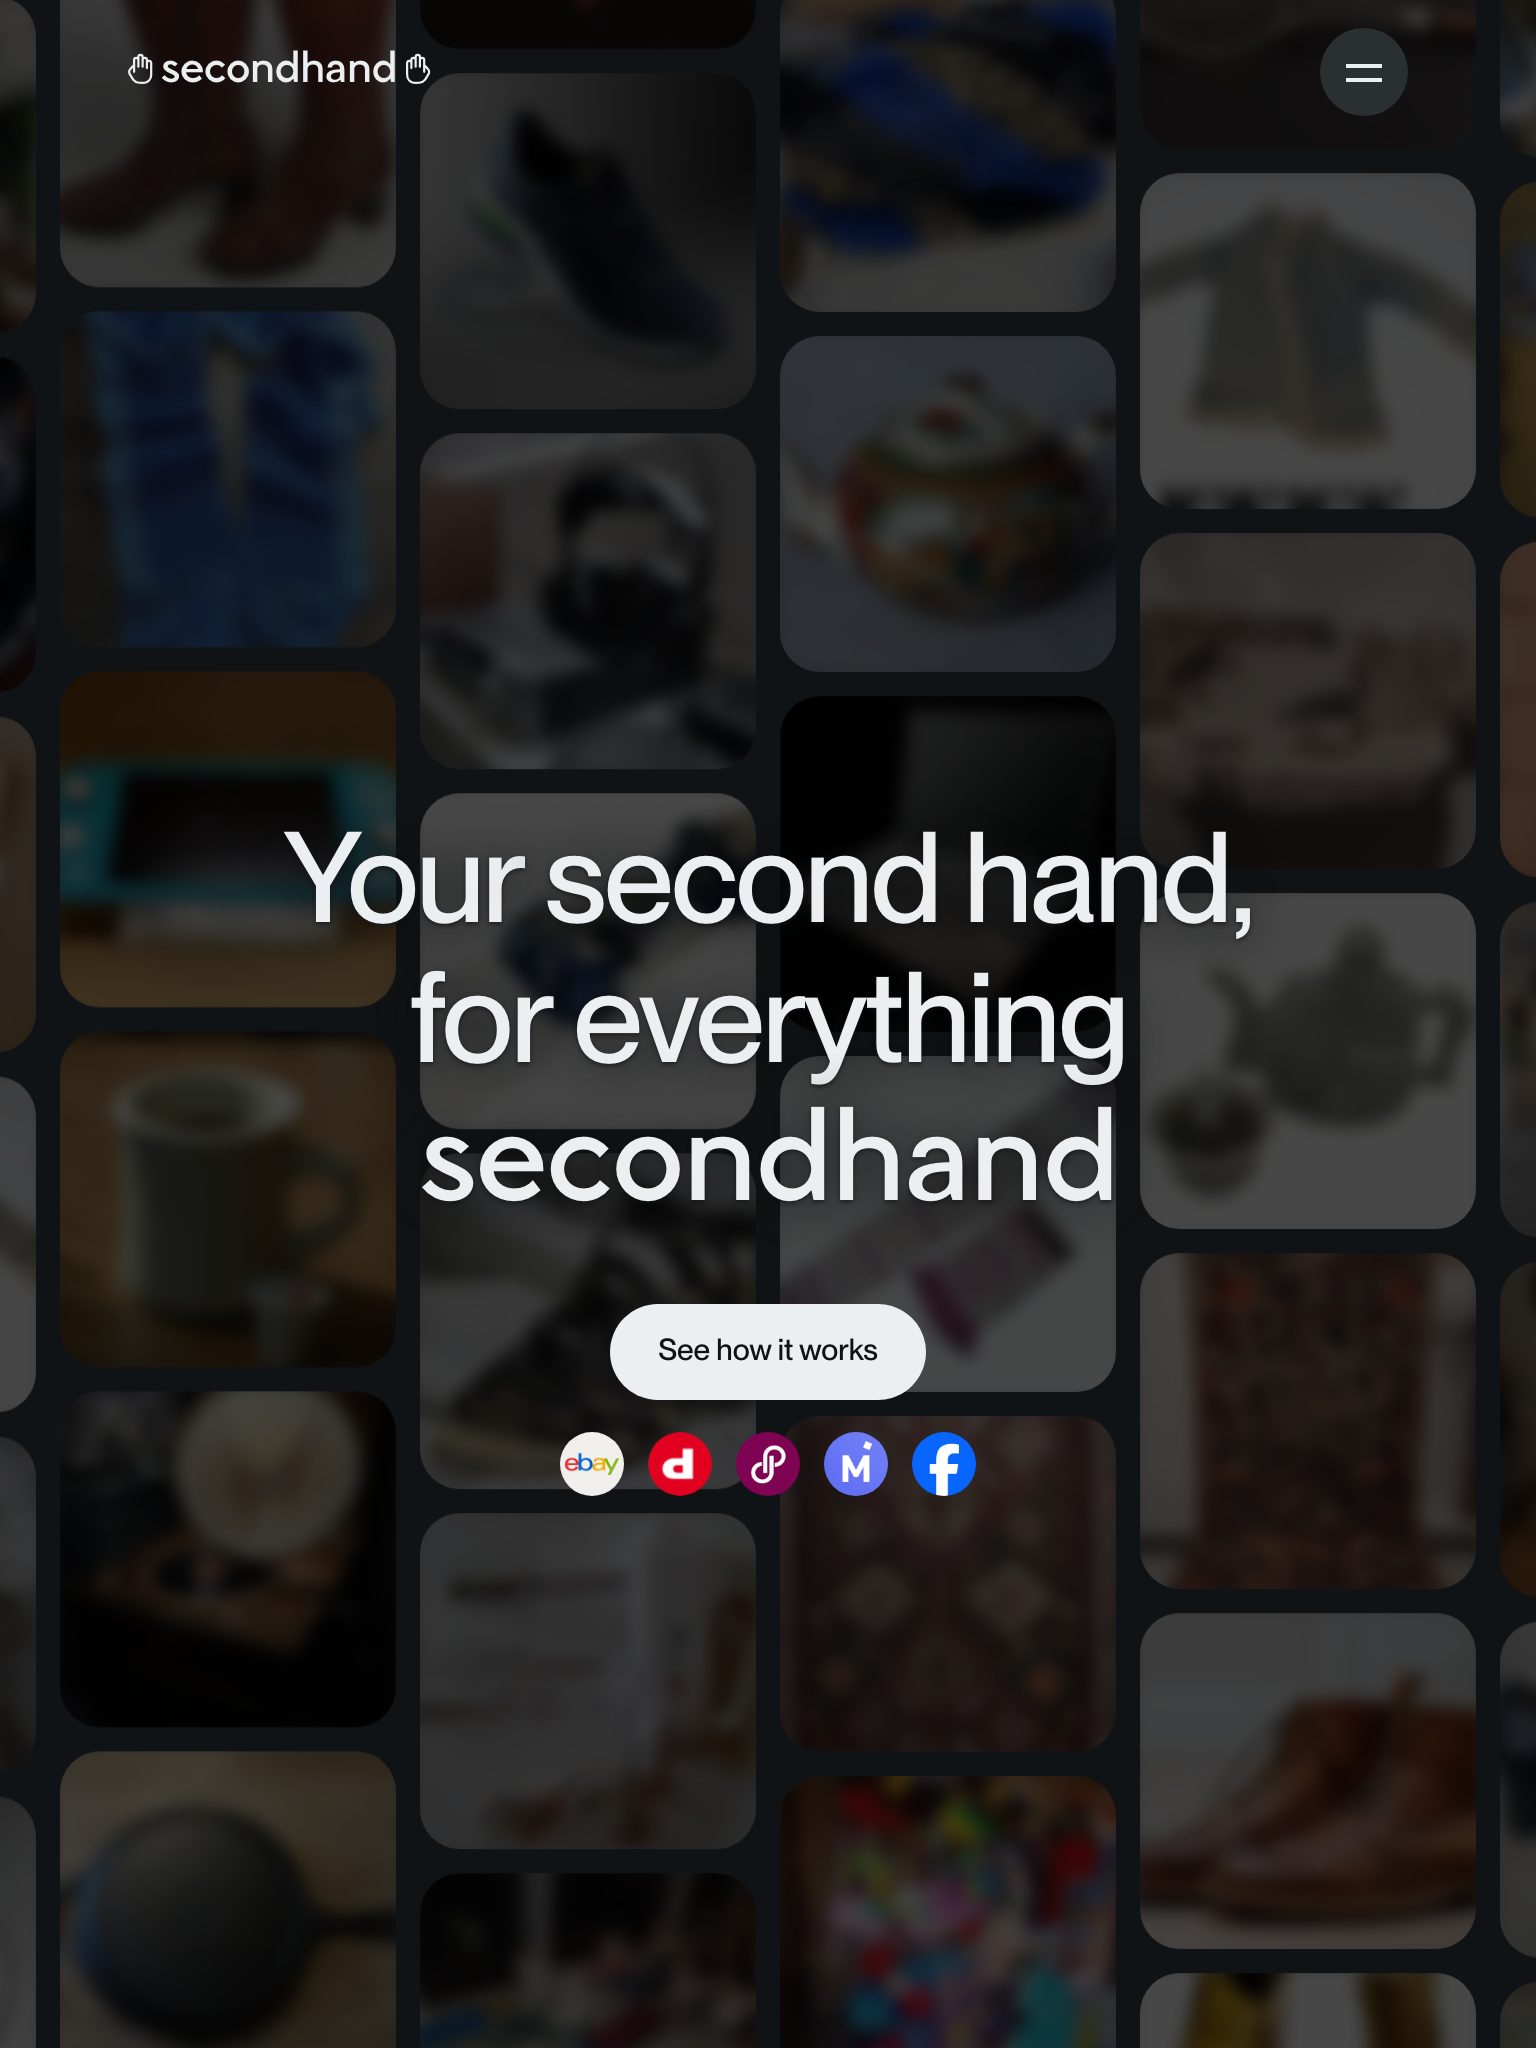 secondhand
Your second hand,
for everything
secondhand
See how it works
ebay
d
M
f